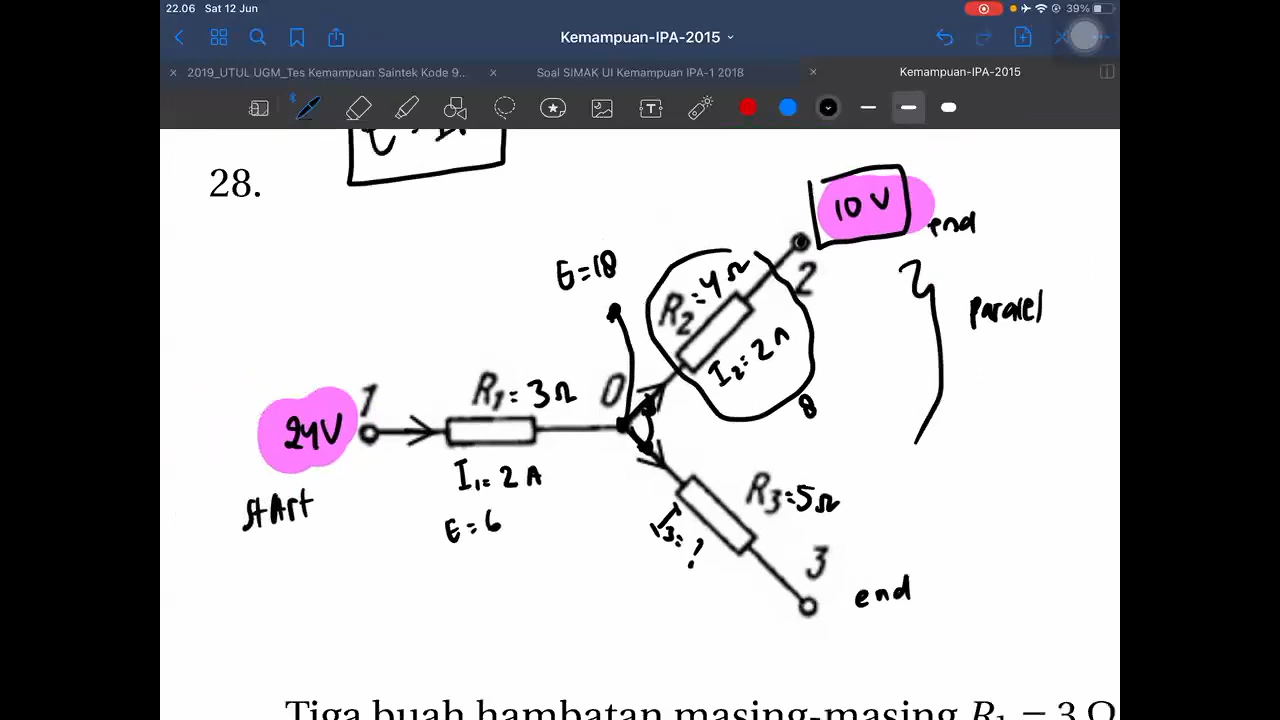 22.06 Sat 12 Jun
39%
Kemampuan-IPA-2015
2019_UTUL UGM_Tes Kemampuan Saintek Kode 9...
Soal SIMAK UI Kemampuan IPA-1 2018
Kemampuan-IPA-2015
28.
10 V
end
E=18
R2=4Ω
2
I2=2A
paralel
8
24V
1
R1=3Ω
0
I1=2A
E=6
start
R3=5Ω
I3=?
3
end
Tiga buah hambatan masing-masing R1 = 3 Ω